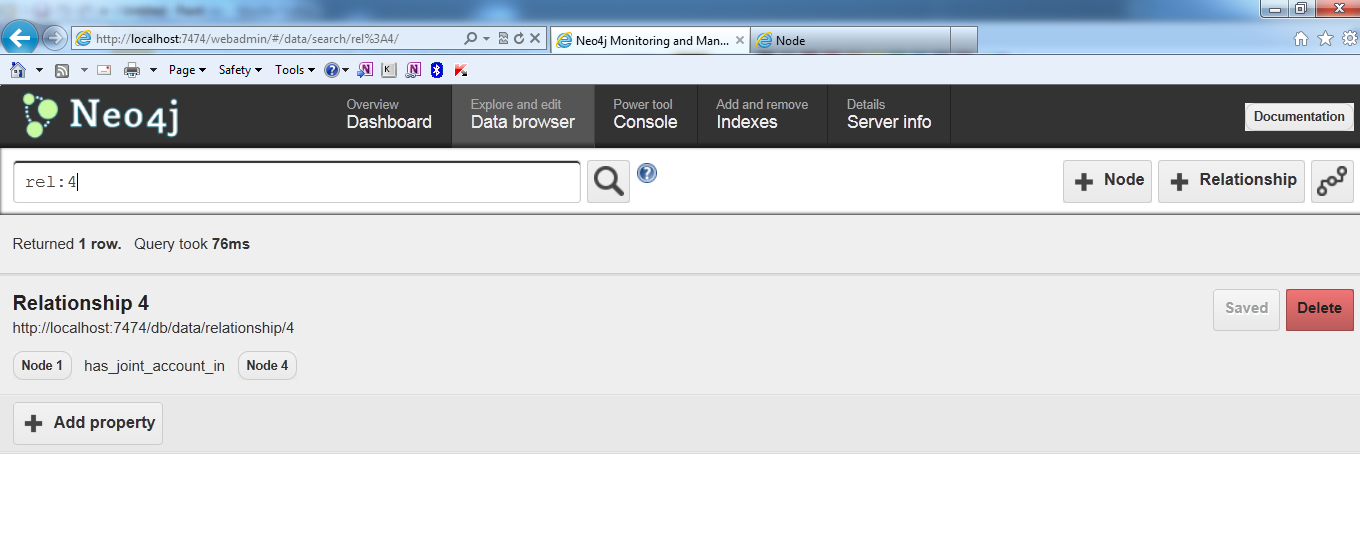 http://localhost:7474/webadmin/#/data/search/rel%3A4/
Neo4j Monitoring and Man...
Node
Page
Safety
Tools
Neo4j
Overview
Dashboard
Explore and edit
Data browser
Power tool
Console
Add and remove
Indexes
Details
Server info
Documentation
rel:4
Node
Relationship
Returned 1 row. Query took 76ms
Relationship 4
http://localhost:7474/db/data/relationship/4
Saved
Delete
Node 1 has_joint_account_in Node 4
Add property